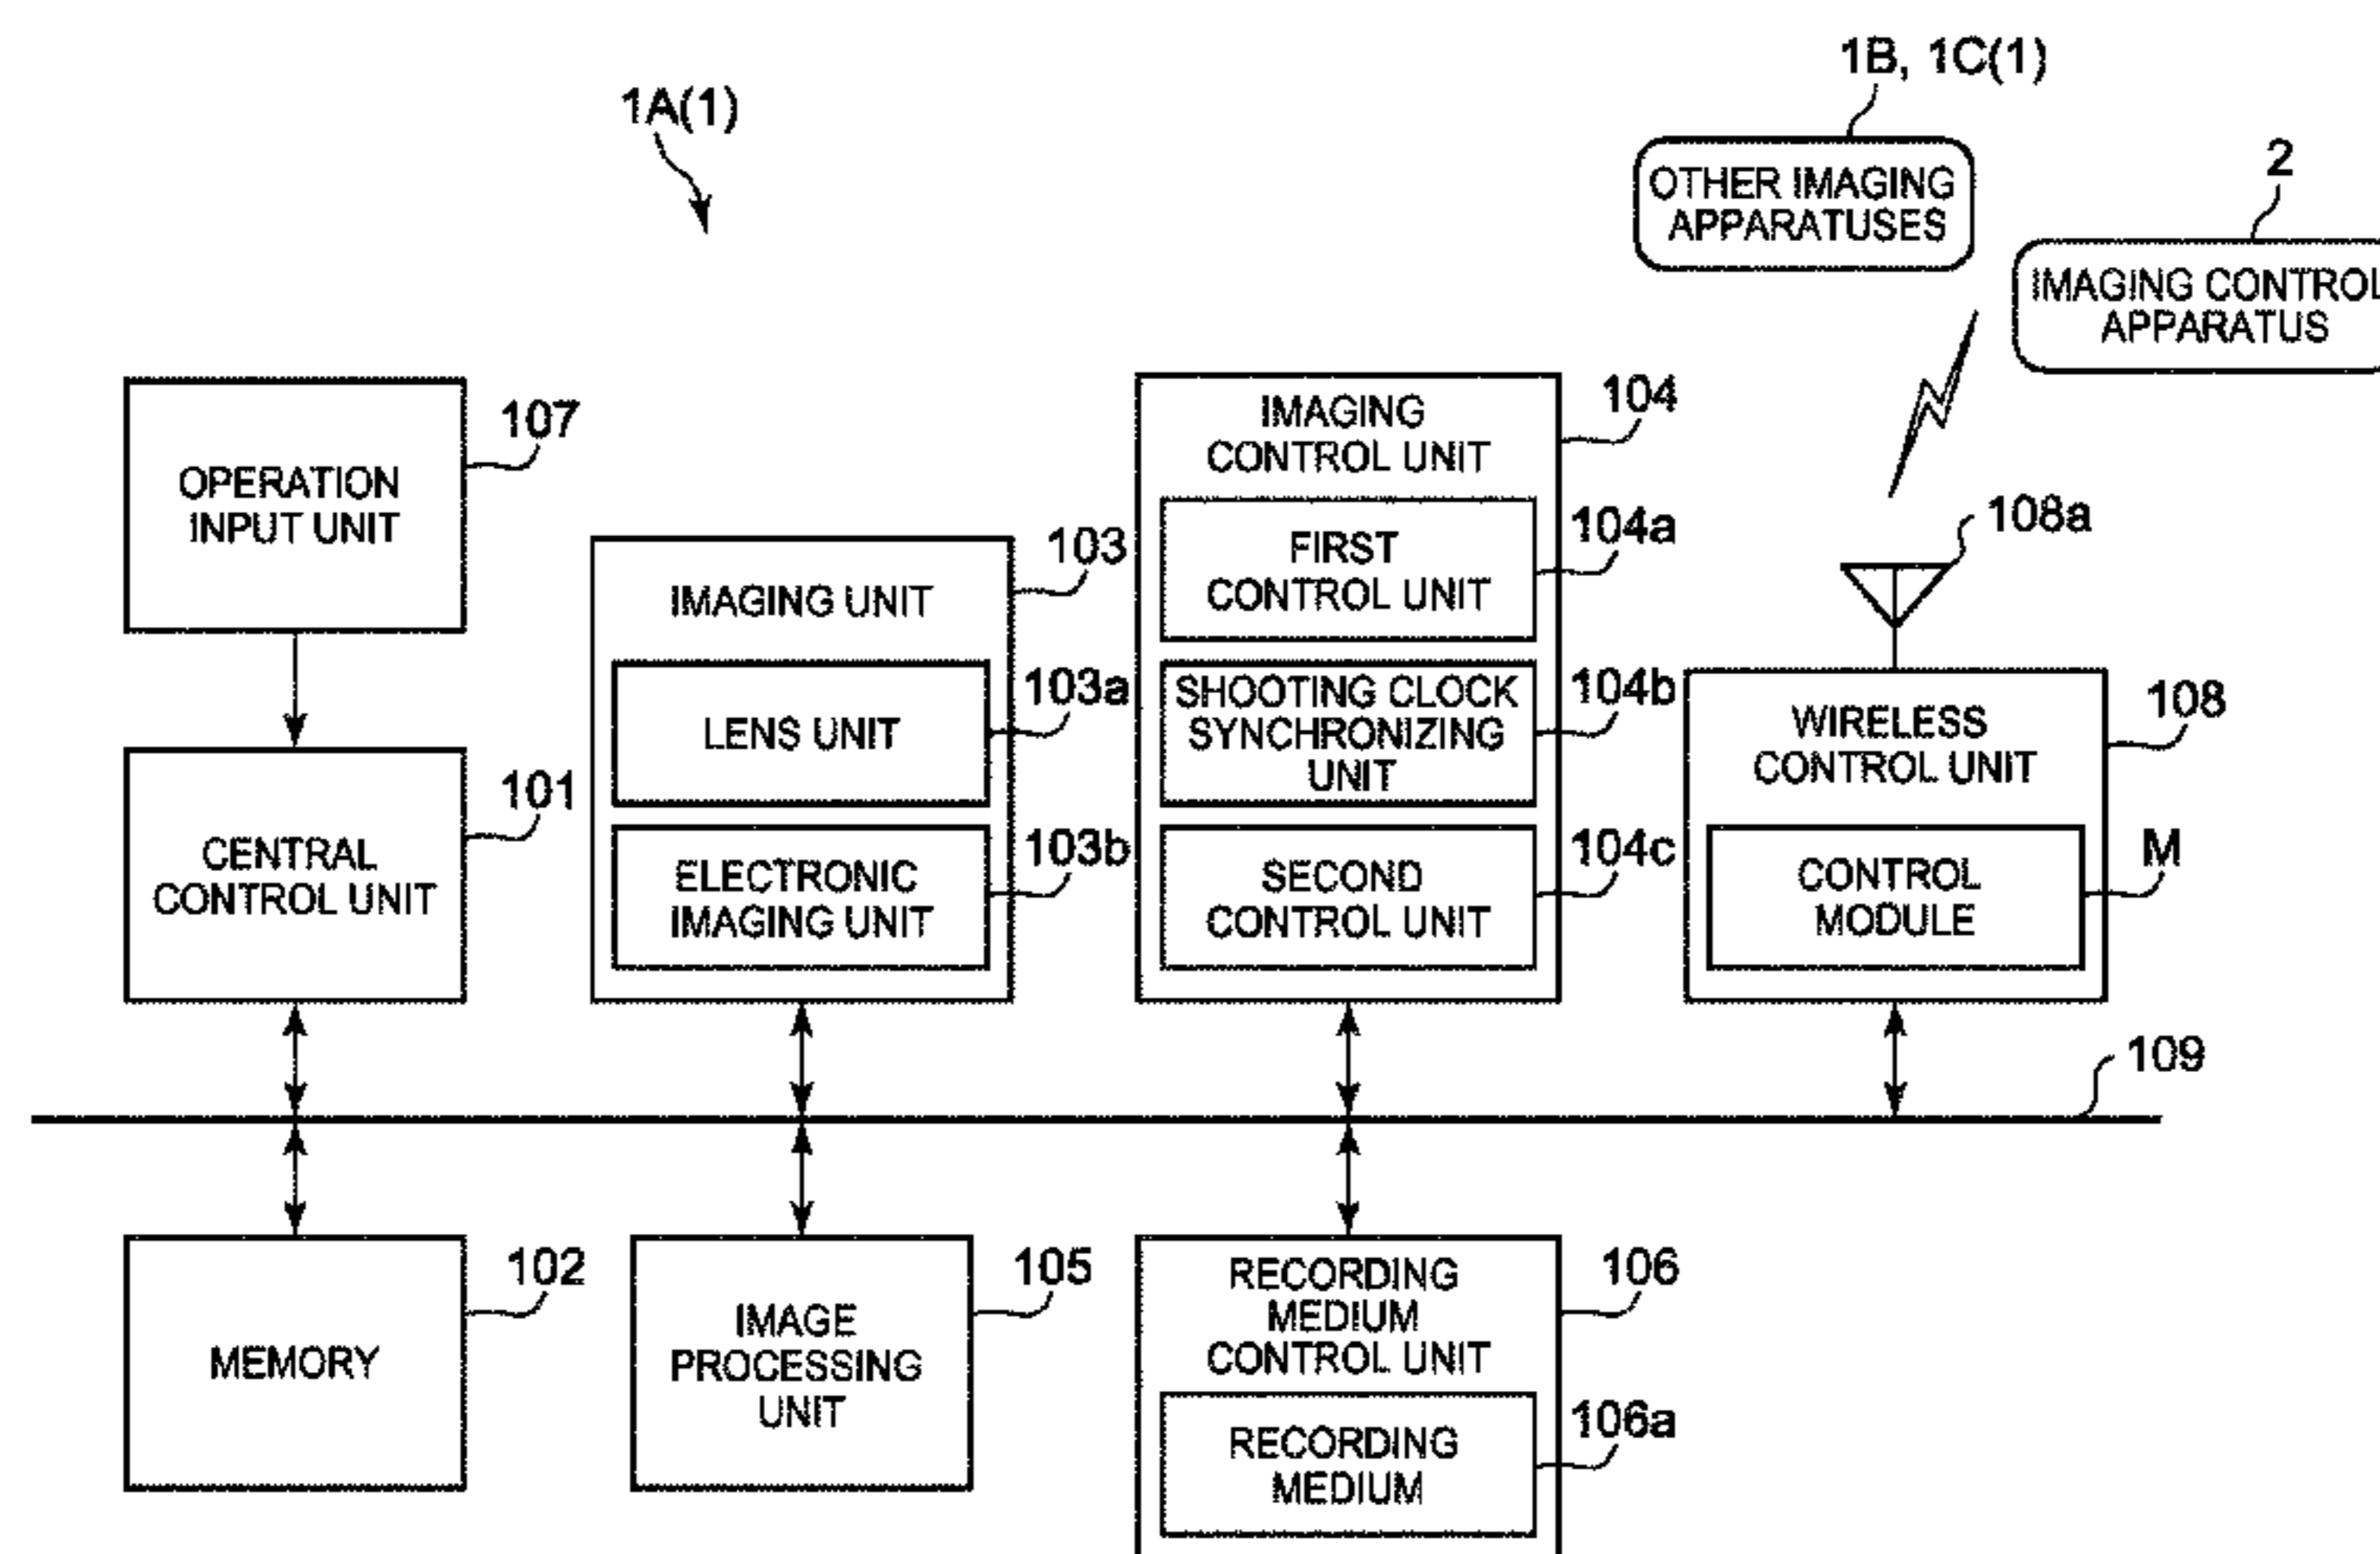 1A(1)
1B, 1C(1)
OTHER IMAGING
APPARATUSES
2
IMAGING CONTROL
APPARATUS
107
OPERATION
INPUT UNIT
101
CENTRAL
CONTROL UNIT
103
IMAGING UNIT
103a
LENS UNIT
103b
ELECTRONIC
IMAGING UNIT
104
IMAGING
CONTROL UNIT
104a
FIRST
CONTROL UNIT
104b
SHOOTING CLOCK
SYNCHRONIZING
UNIT
104c
SECOND
CONTROL UNIT
108a
108
WIRELESS
CONTROL UNIT
M
CONTROL
MODULE
109
102
MEMORY
105
IMAGE
PROCESSING
UNIT
106
RECORDING
MEDIUM
CONTROL UNIT
106a
RECORDING
MEDIUM